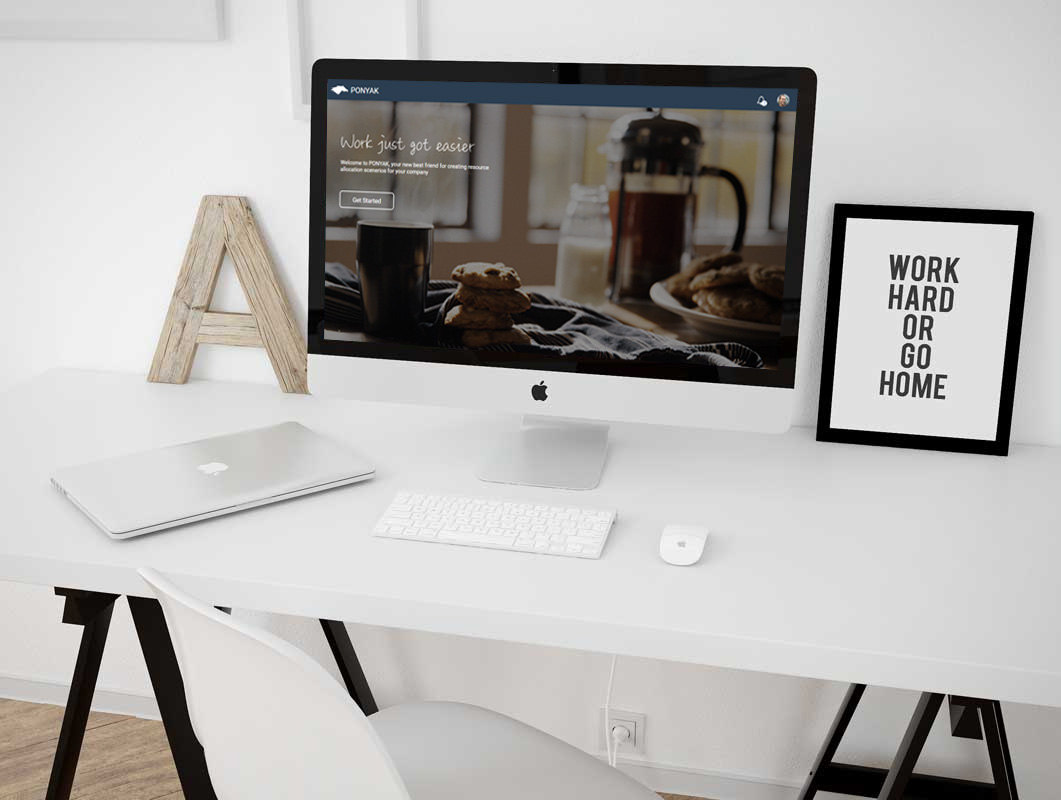 PONYAK
Work just got easier
Welcome to PONYAK, your new best friend for creating resource
allocation scenerios for your company
Get Started
A
WORK
HARD
OR
GO
HOME